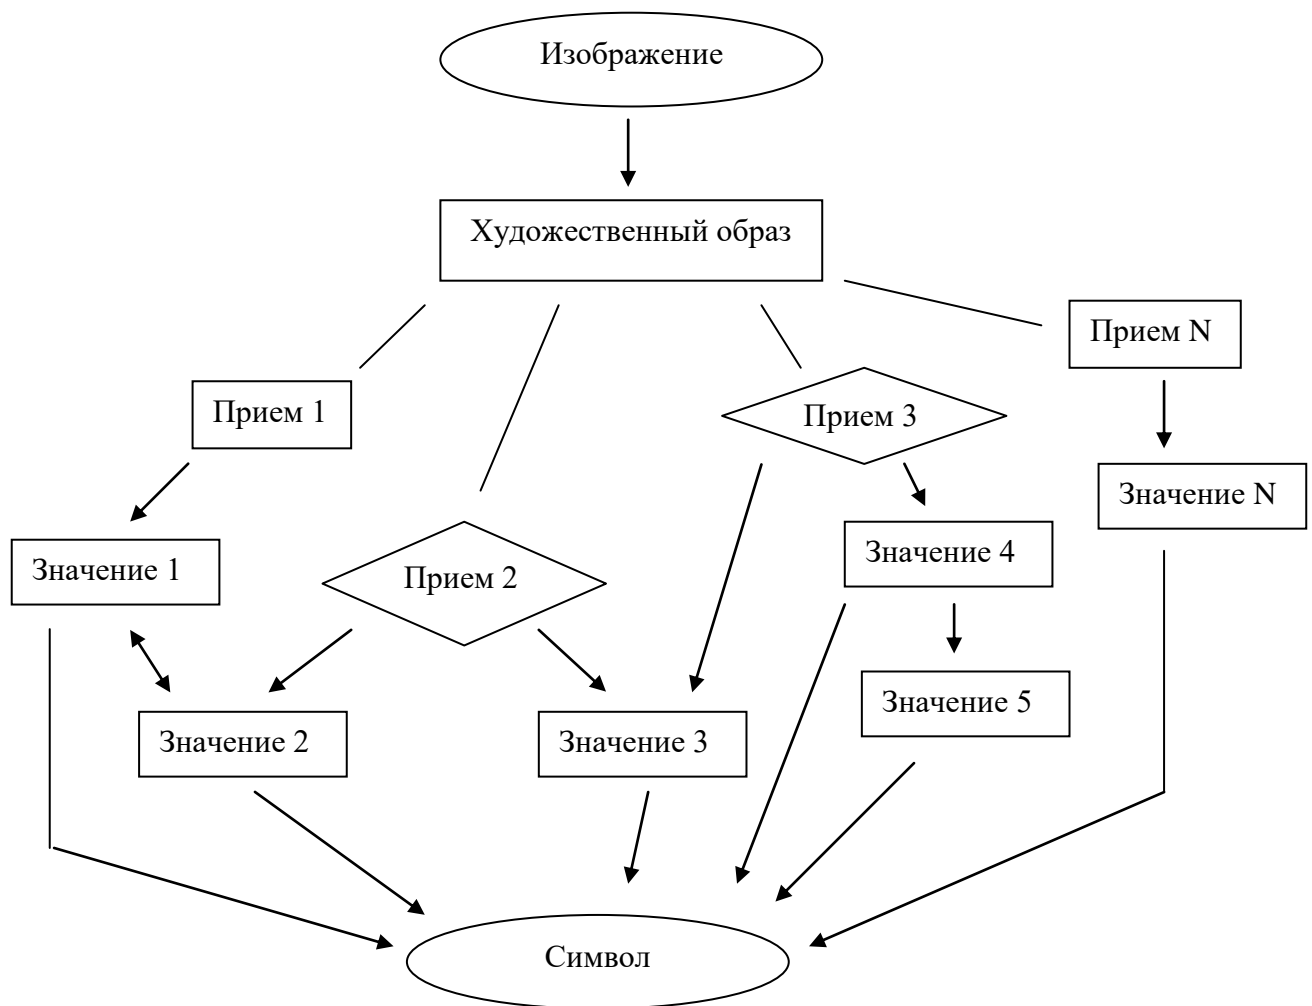 Изображение
Художественный образ
Прием N
Прием 1
Прием 3
Значение N
Значение 4
Значение 1
Прием 2
Значение 5
Значение 2
Значение 3
Символ